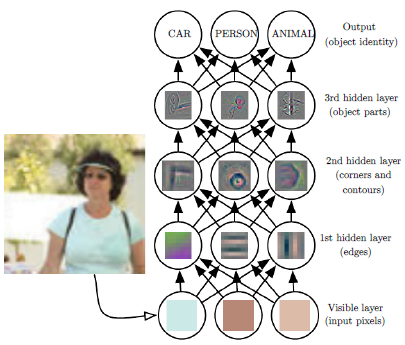 CAR PERSON ANIMAL
Output
(object identity)
3rd hidden layer
(object parts)
2nd hidden layer
(corners and
contours)
1st hidden layer
(edges)
Visible layer
(input pixels)